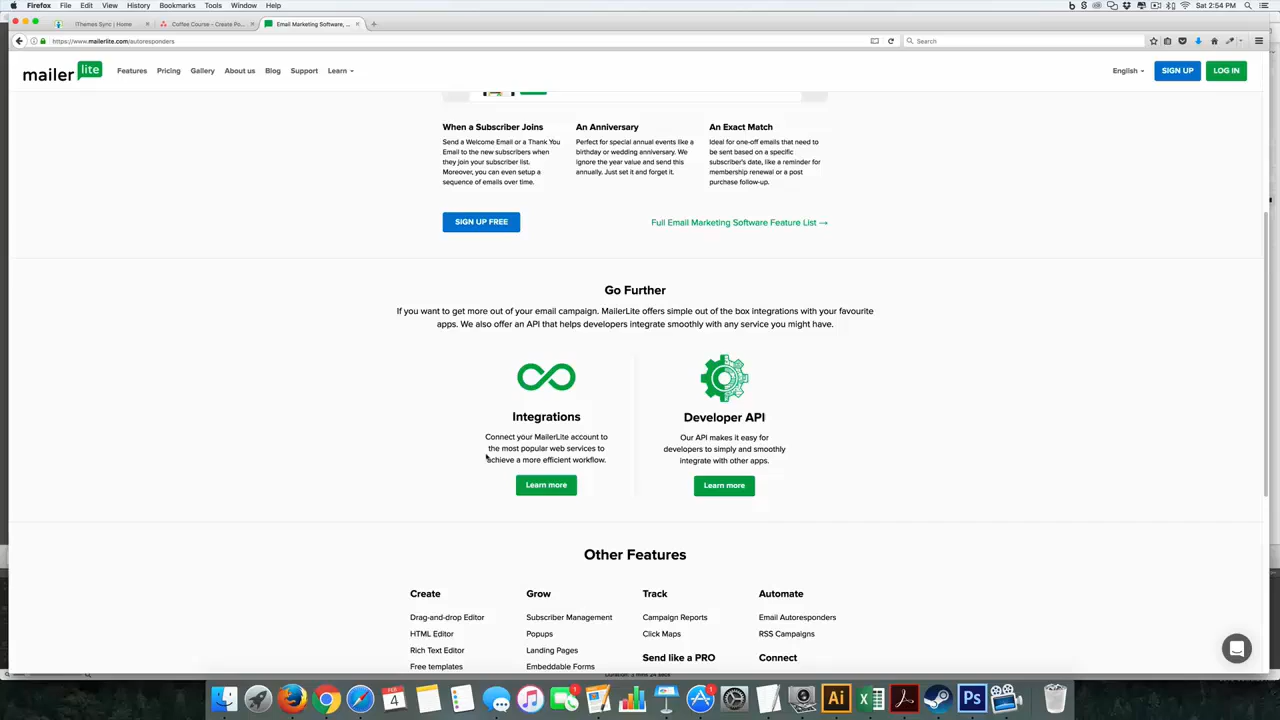 Firefox File Edit View History Bookmarks Tools Window Help Sat 2:54 PM
iThemes Sync | Home × Coffee Course – Create Po... × Email Marketing Software, ... × +
https://www.mailerlite.com/autoresponders Search
mailer lite Features Pricing Gallery About us Blog Support Learn English SIGN UP LOG IN
When a Subscriber Joins
Send a Welcome Email or a Thank You
Email to the new subscribers when
they join your subscriber list.
Moreover, you can even setup a
sequence of emails over time.
An Anniversary
Perfect for special annual events like a
birthday or wedding anniversary. We
ignore the year value and send this
annually. Just set it and forget it.
An Exact Match
Ideal for one-off emails that need to
be sent based on a specific
subscriber's date, like a reminder for
membership renewal or a post
purchase follow-up.
SIGN UP FREE Full Email Marketing Software Feature List →
Go Further
If you want to get more out of your email campaign. MailerLite offers simple out of the box integrations with your favourite
apps. We also offer an API that helps developers integrate smoothly with any service you might have.
Integrations
Connect your MailerLite account to
the most popular web services to
achieve a more efficient workflow.
Learn more
Developer API
Our API makes it easy for
developers to simply and smoothly
integrate with other apps.
Learn more
Other Features
Create
Drag-and-drop Editor
HTML Editor
Rich Text Editor
Free templates
Grow
Subscriber Management
Popups
Landing Pages
Embeddable Forms
Track
Campaign Reports
Click Maps
Send like a PRO
Automate
Email Autoresponders
RSS Campaigns
Connect
FEB
4
1
1
Ai
Ps